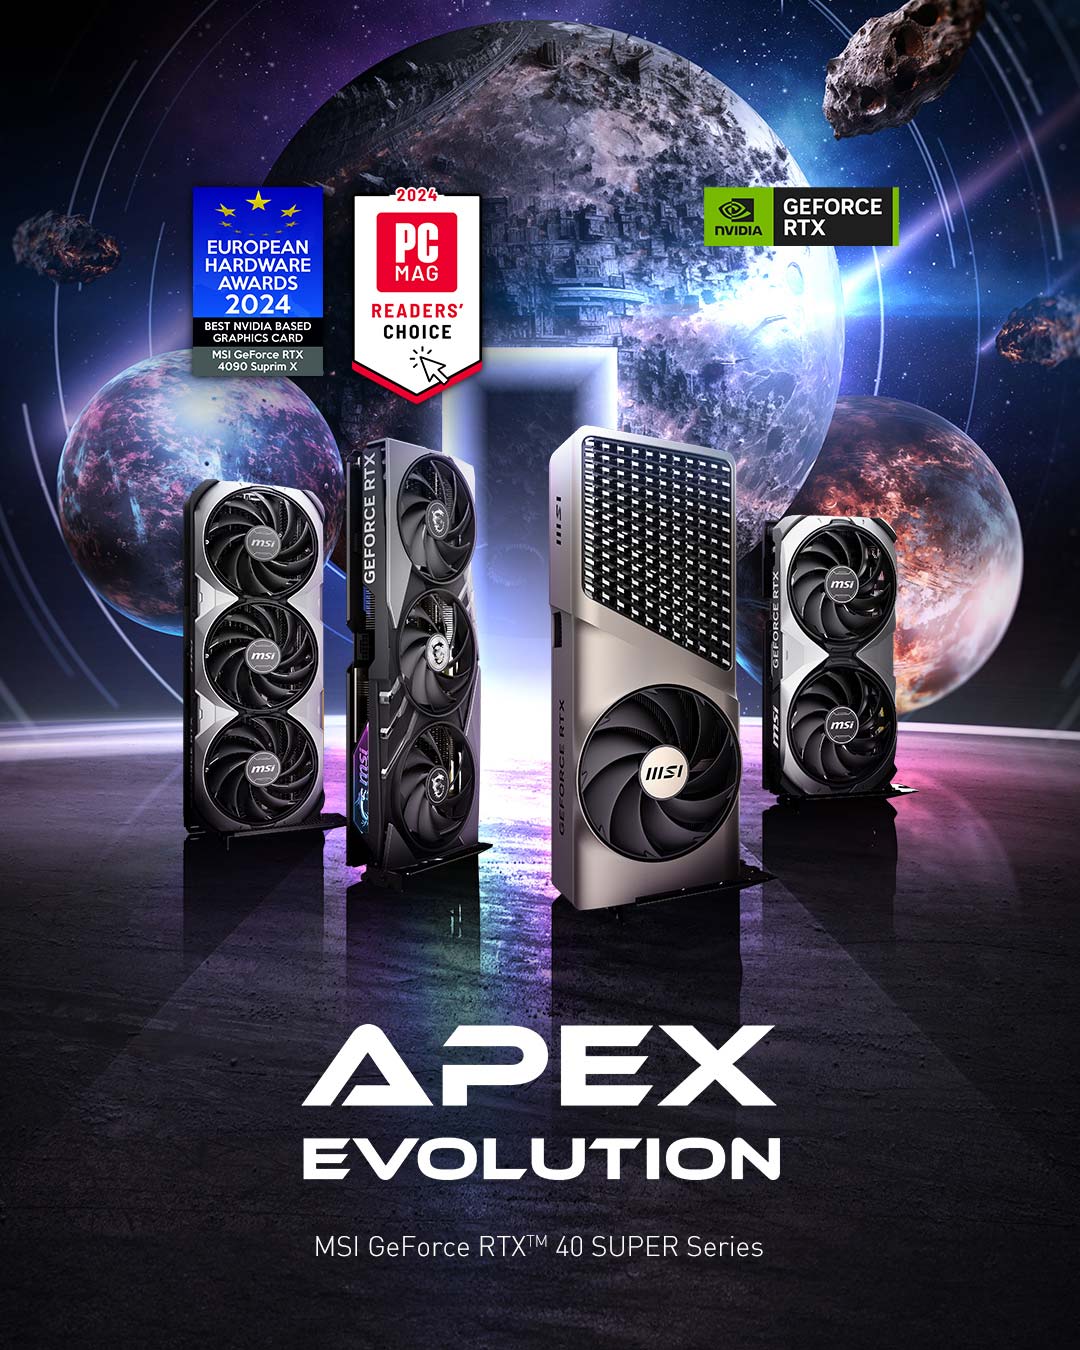 EUROPEAN
HARDWARE
AWARDS
2024
BEST NVIDIA BASED
GRAPHICS CARD
MSI GeForce RTX
4090 Suprim X
2024
PC
MAG
READERS'
CHOICE
NVIDIA
GEFORCE
RTX
msi
msi
msi
GEFORCE RTX
msi
msi
GEFORCE RTX
msi
GEFORCE RTX
msi
msi
msi
APEX
EVOLUTION
MSI GeForce RTX™ 40 SUPER Series